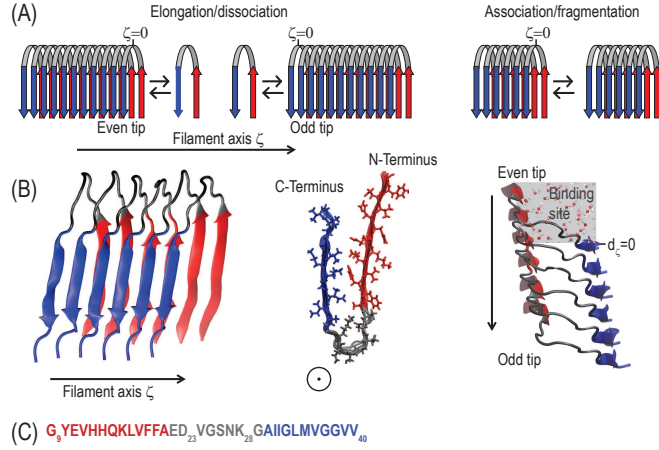 (A)
Elongation/dissociation
Association/fragmentation
ζ=0
ζ=0
ζ=0
Even tip
Odd tip
Filament axis ζ
(B)
C-Terminus
N-Terminus
Even tip
Binding
site
d_ζ=0
Odd tip
Filament axis ζ
(C) G₉YEVHHQKLVFFAED₂₃VGSNK₂₈GAIIGLMVGGVV₄₀